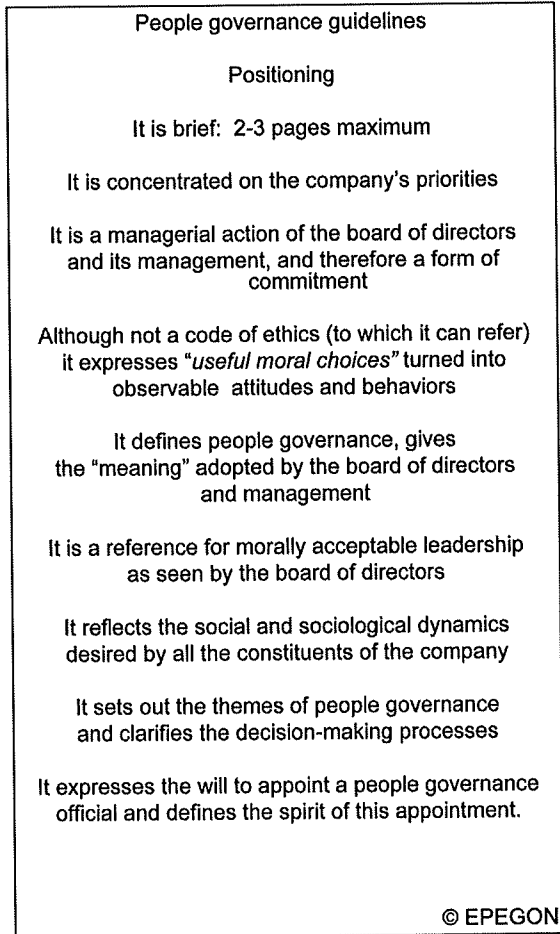 People governance guidelines
Positioning
It is brief: 2-3 pages maximum
It is concentrated on the company's priorities
It is a managerial action of the board of directors
and its management, and therefore a form of
commitment
Although not a code of ethics (to which it can refer)
it expresses "useful moral choices" turned into
observable attitudes and behaviors
It defines people governance, gives
the "meaning" adopted by the board of directors
and management
It is a reference for morally acceptable leadership
as seen by the board of directors
It reflects the social and sociological dynamics
desired by all the constituents of the company
It sets out the themes of people governance
and clarifies the decision-making processes
It expresses the will to appoint a people governance
official and defines the spirit of this appointment.
© EPEGON